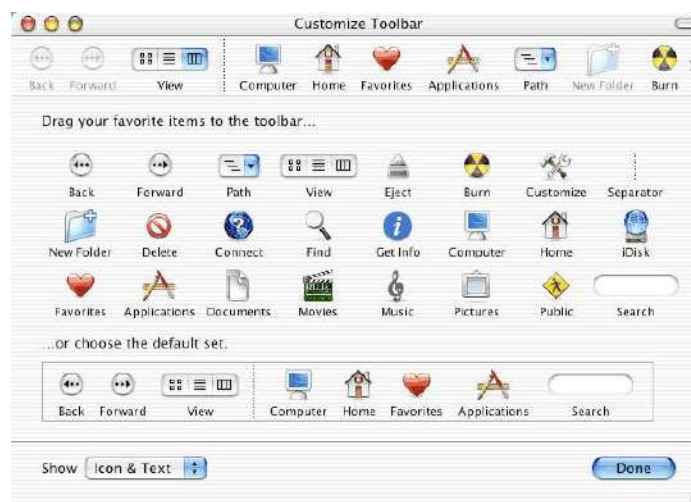 Customize Toolbar
Back Forward View Computer Home Favorites Applications Path New Folder Burn
Drag your favorite items to the toolbar...
Back Forward Path View Eject Burn Customize Separator
New Folder Delete Connect Find Get Info Computer Home iDisk
Favorites Applications Documents Movies Music Pictures Public Search
...or choose the default set.
Back Forward View Computer Home Favorites Applications Search
Show Icon & Text Done